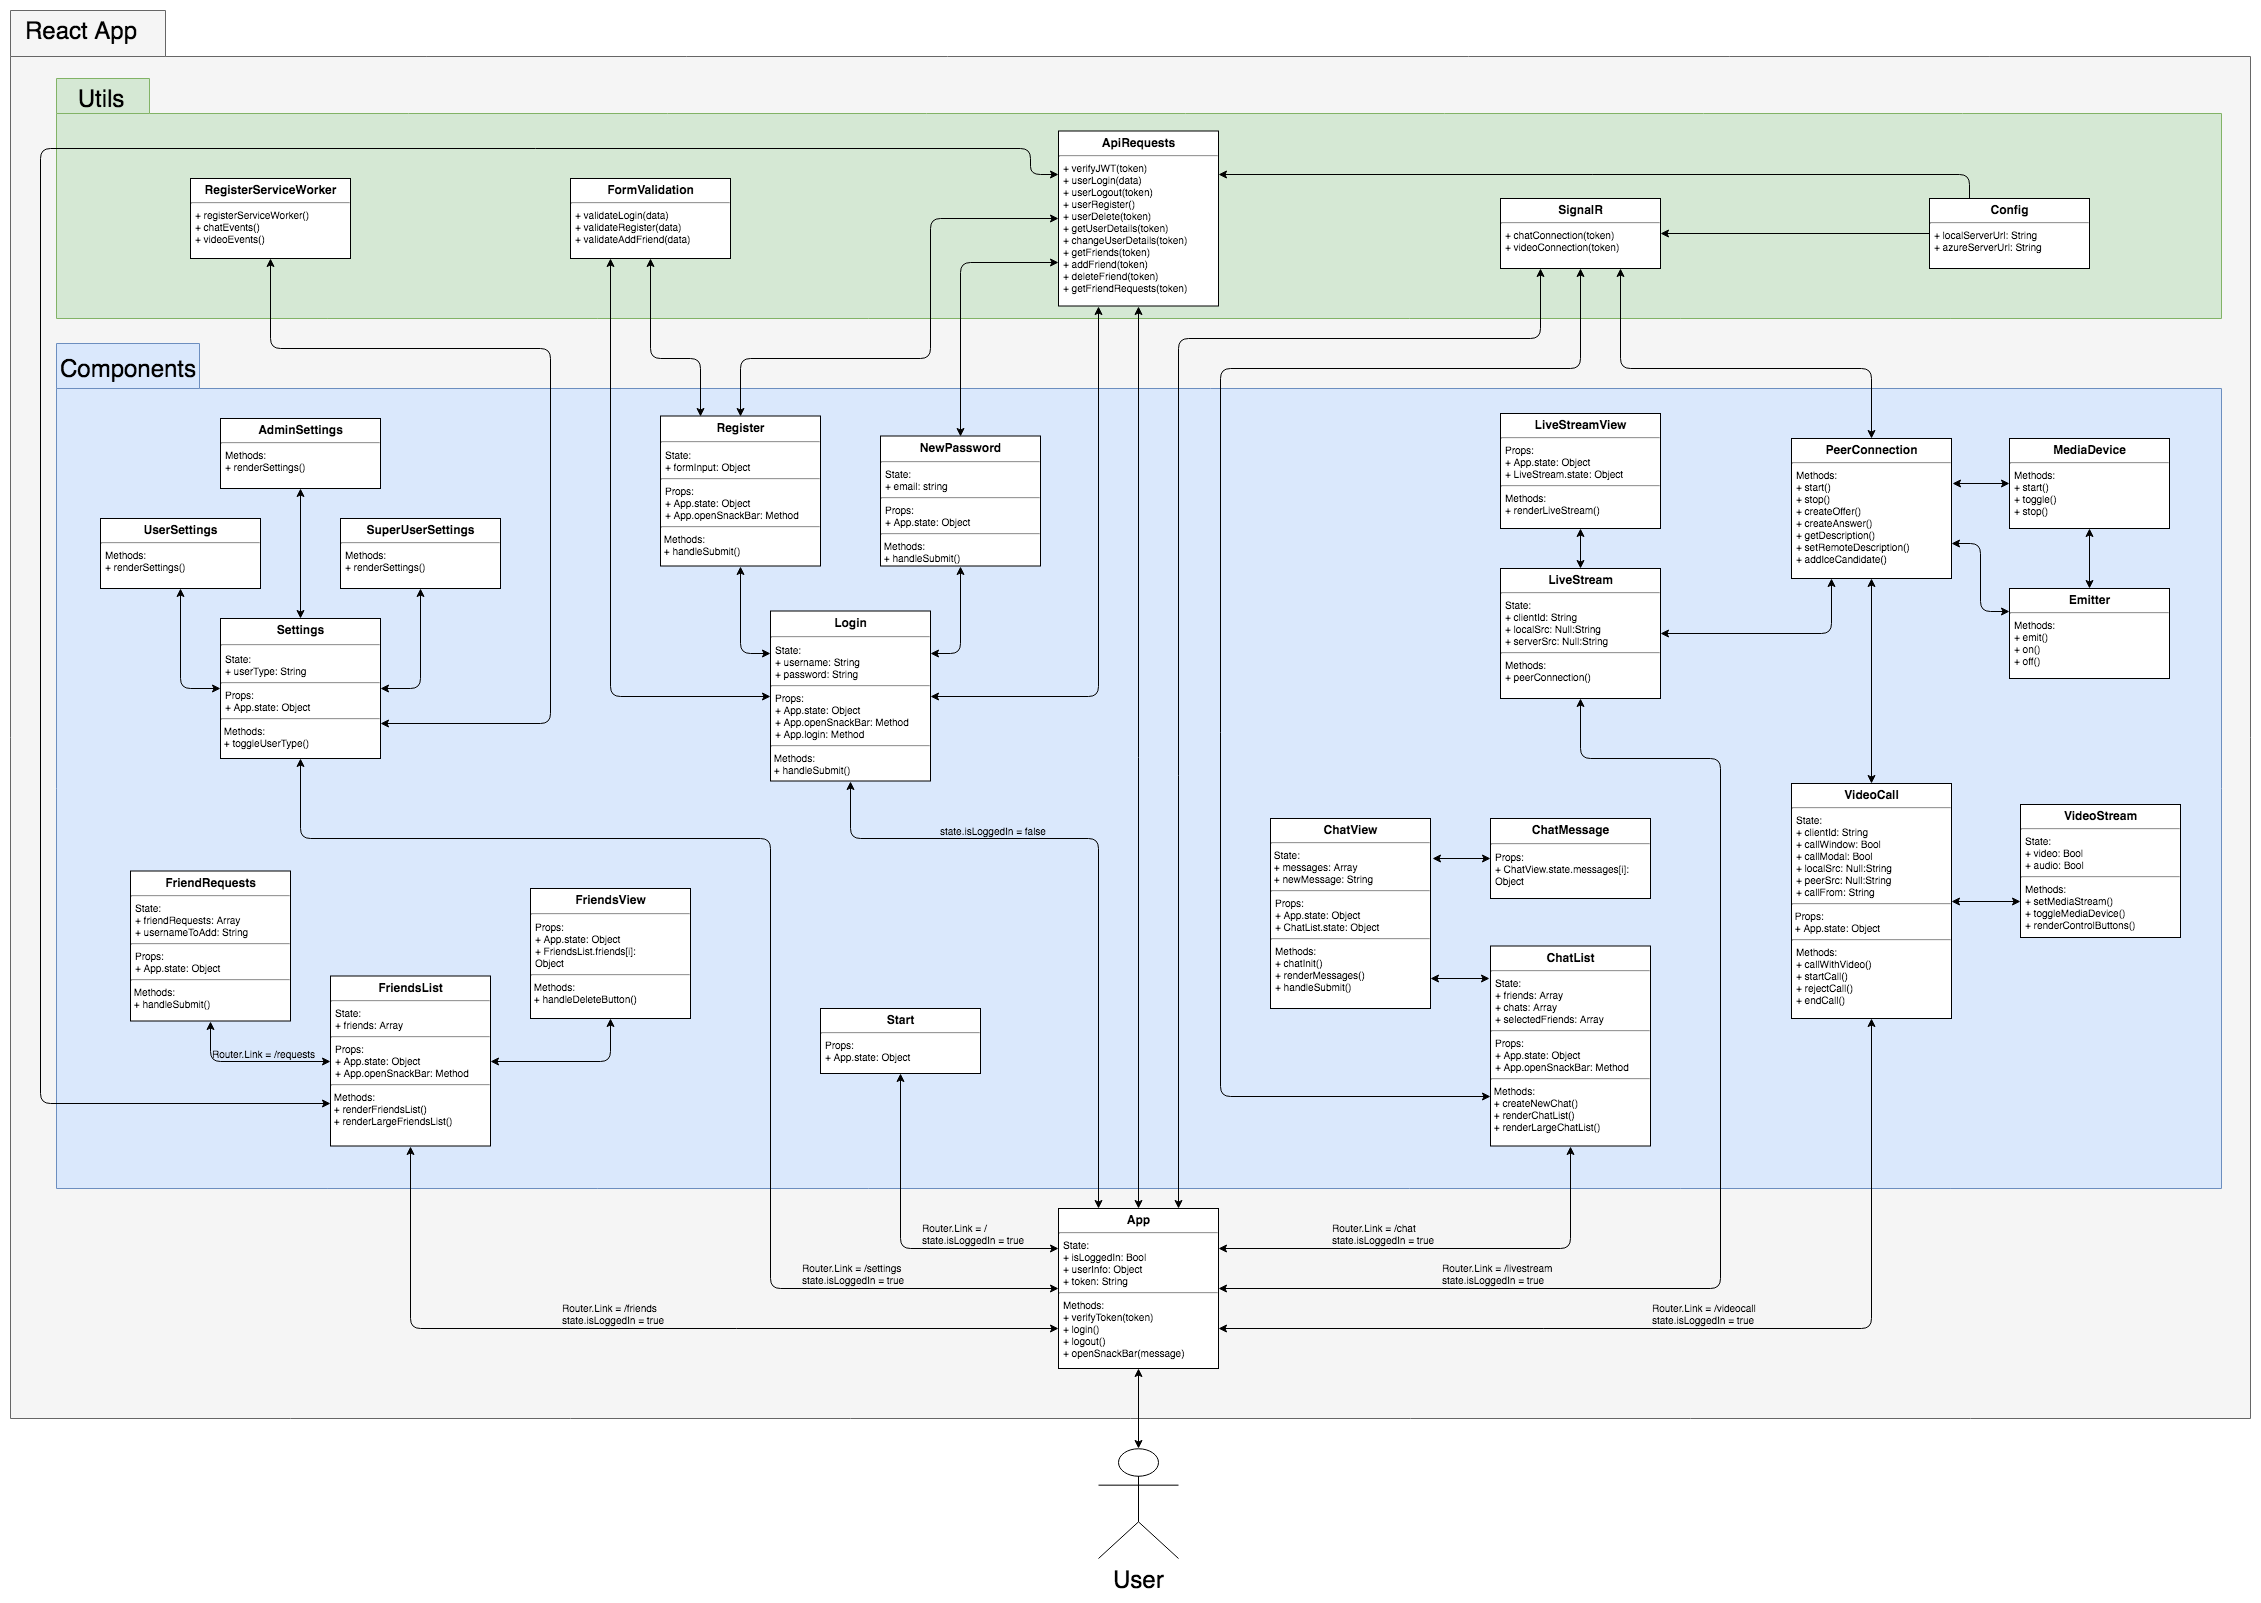 React App
Utils
ApiRequests
+ verifyJWT(token)
+ userLogin(data)
+ userLogout(token)
+ userRegister()
+ userDelete(token)
+ getUserDetails(token)
+ changeUserDetails(token)
+ getFriends(token)
+ addFriend(token)
+ deleteFriend(token)
+ getFriendRequests(token)
RegisterServiceWorker
+ registerServiceWorker()
+ chatEvents()
+ videoEvents()
FormValidation
+ validateLogin(data)
+ validateRegister(data)
+ validateAddFriend(data)
SignalR
+ chatConnection(token)
+ videoConnection(token)
Config
+ localServerUrl: String
+ azureServerUrl: String
Components
AdminSettings
Methods:
+ renderSettings()
UserSettings
Methods:
+ renderSettings()
SuperUserSettings
Methods:
+ renderSettings()
Settings
State:
+ userType: String
Props:
+ App.state: Object
Methods:
+ toggleUserType()
Register
State:
+ formInput: Object
Props:
+ App.state: Object
+ App.openSnackBar: Method
Methods:
+ handleSubmit()
NewPassword
State:
+ email: string
Props:
+ App.state: Object
Methods:
+ handleSubmit()
Login
State:
+ username: String
+ password: String
Props:
+ App.state: Object
+ App.openSnackBar: Method
+ App.login: Method
Methods:
+ handleSubmit()
LiveStreamView
Props:
+ App.state: Object
+ LiveStream.state: Object
Methods:
+ renderLiveStream()
LiveStream
State:
+ clientId: String
+ localSrc: Null:String
+ serverSrc: Null:String
Methods:
+ peerConnection()
PeerConnection
Methods:
+ start()
+ stop()
+ createOffer()
+ createAnswer()
+ getDescription()
+ setRemoteDescription()
+ addIceCandidate()
MediaDevice
Methods:
+ start()
+ toggle()
+ stop()
Emitter
Methods:
+ emit()
+ on()
+ off()
state.isLoggedIn = false
ChatView
State:
+ messages: Array
+ newMessage: String
Props:
+ App.state: Object
+ ChatList.state: Object
Methods:
+ chatInit()
+ renderMessages()
+ handleSubmit()
ChatMessage
Props:
+ ChatView.state.messages[i]:
Object
VideoCall
State:
+ clientId: String
+ callWindow: Bool
+ callModal: Bool
+ localSrc: Null:String
+ peerSrc: Null:String
+ callFrom: String
Props:
+ App.state: Object
Methods:
+ callWithVideo()
+ startCall()
+ rejectCall()
+ endCall()
VideoStream
State:
+ video: Bool
+ audio: Bool
Methods:
+ setMediaStream()
+ toggleMediaDevice()
+ renderControlButtons()
FriendRequests
State:
+ friendRequests: Array
+ usernameToAdd: String
Props:
+ App.state: Object
Methods:
+ handleSubmit()
Router.Link = /requests
FriendsView
Props:
+ App.state: Object
+ FriendsList.friends[i]:
Object
Methods:
+ handleDeleteButton()
FriendsList
State:
+ friends: Array
Props:
+ App.state: Object
+ App.openSnackBar: Method
Methods:
+ renderFriendsList()
+ renderLargeFriendsList()
Start
Props:
+ App.state: Object
ChatList
State:
+ friends: Array
+ chats: Array
+ selectedFriends: Array
Props:
+ App.state: Object
+ App.openSnackBar: Method
Methods:
+ createNewChat()
+ renderChatList()
+ renderLargeChatList()
App
State:
+ isLoggedIn: Bool
+ userInfo: Object
+ token: String
Methods:
+ verifyToken(token)
+ login()
+ logout()
+ openSnackBar(message)
Router.Link = /
state.isLoggedIn = true
Router.Link = /settings
state.isLoggedIn = true
Router.Link = /friends
state.isLoggedIn = true
Router.Link = /chat
state.isLoggedIn = true
Router.Link = /livestream
state.isLoggedIn = true
Router.Link = /videocall
state.isLoggedIn = true
User